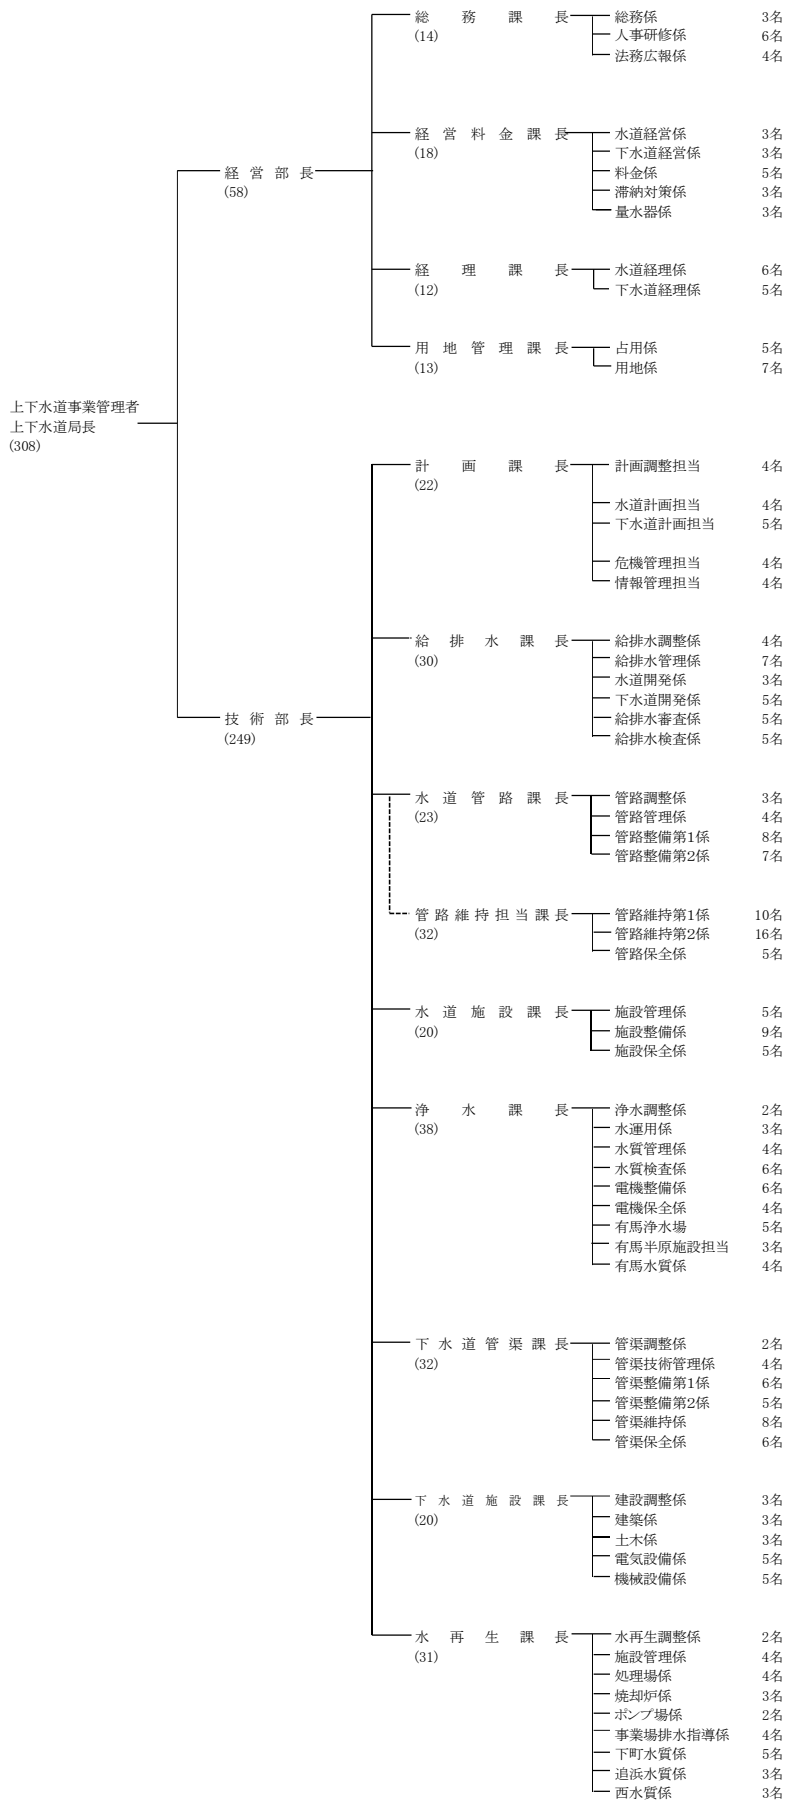 上下水道事業管理者
上下水道局長
(308)
経営部長
(58)
総務課長
(14)
総務係 3名
人事研修係 6名
法務広報係 4名
経営料金課長
(18)
水道経営係 3名
下水道経営係 3名
料金係 5名
滞納対策係 3名
量水器係 3名
経理課長
(12)
水道経理係 6名
下水道経理係 5名
用地管理課長
(13)
占用係 5名
用地係 7名
技術部長
(249)
計画課長
(22)
計画調整担当 4名
水道計画担当 4名
下水道計画担当 5名
危機管理担当 4名
情報管理担当 4名
給排水課長
(30)
給排水調整係 4名
給排水管理係 7名
水道開発係 3名
下水道開発係 5名
給排水審査係 5名
給排水検査係 5名
水道管路課長
(23)
管路調整係 3名
管路管理係 4名
管路整備第1係 8名
管路整備第2係 7名
管路維持担当課長
(32)
管路維持第1係 10名
管路維持第2係 16名
管路保全係 5名
水道施設課長
(20)
施設管理係 5名
施設整備係 9名
施設保全係 5名
浄水課長
(38)
浄水調整係 2名
水運用係 3名
水質管理係 4名
水質検査係 6名
電機整備係 6名
電機保全係 4名
有馬浄水場 5名
有馬半原施設担当 3名
有馬水質係 4名
下水道管渠課長
(32)
管渠調整係 2名
管渠技術管理係 4名
管渠整備第1係 6名
管渠整備第2係 5名
管渠維持係 8名
管渠保全係 6名
下水道施設課長
(20)
建設調整係 3名
建築係 3名
土木係 3名
電気設備係 5名
機械設備係 5名
水再生課長
(31)
水再生調整係 2名
施設管理係 4名
処理場係 4名
焼却炉係 3名
ポンプ場係 2名
事業場排水指導係 4名
下町水質係 5名
追浜水質係 3名
西水質係 3名